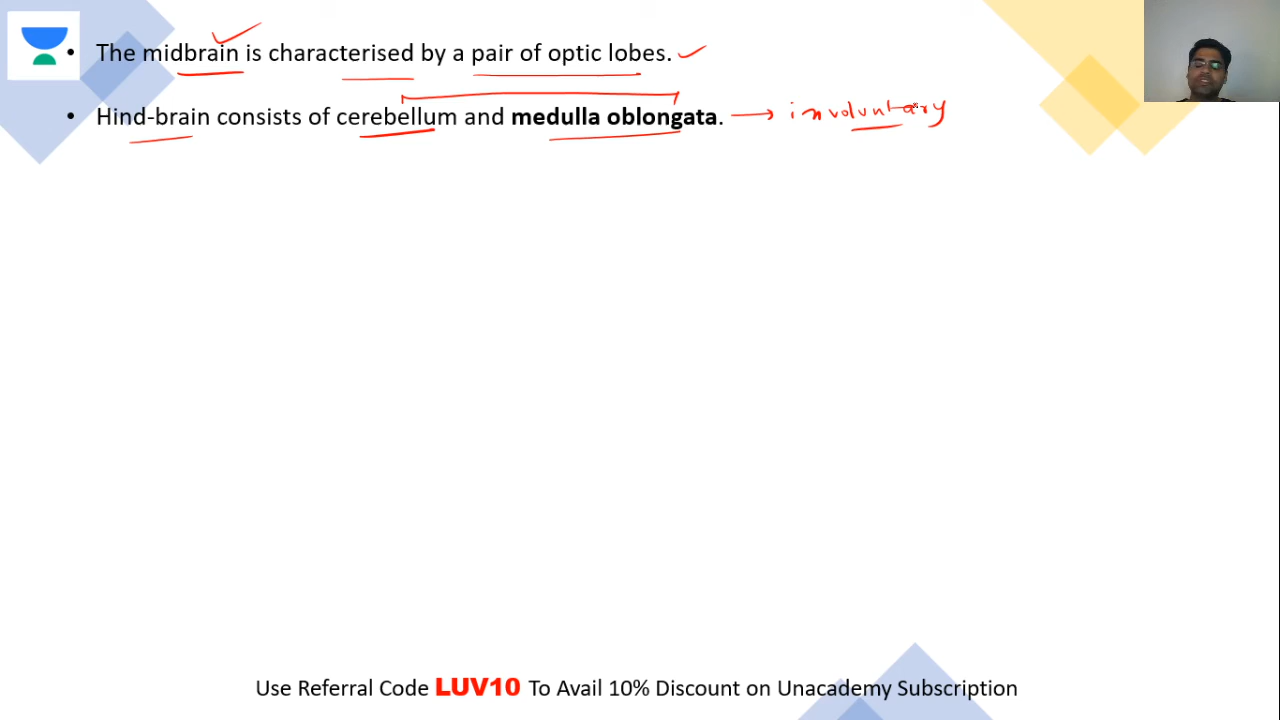 • The midbrain is characterised by a pair of optic lobes.
• Hind-brain consists of cerebellum and medulla oblongata. → involuntary
Use Referral Code LUV10 To Avail 10% Discount on Unacademy Subscription